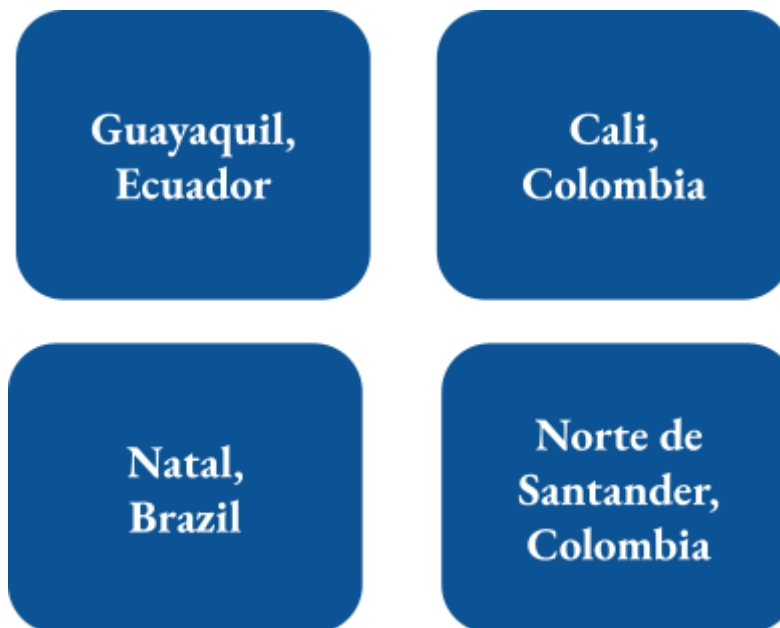 Guayaquil,
Ecuador
Cali,
Colombia
Natal,
Brazil
Norte de
Santander,
Colombia